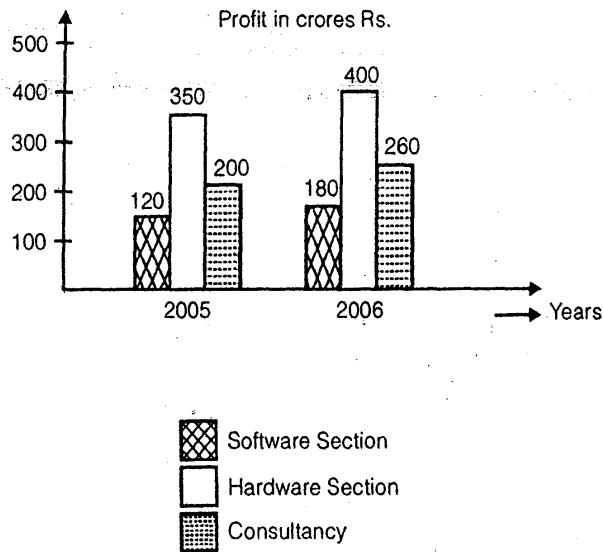 Profit in crores Rs.
500
400
300
200
100
120
350
200
180
400
260
2005
2006
Years
Software Section
Hardware Section
Consultancy